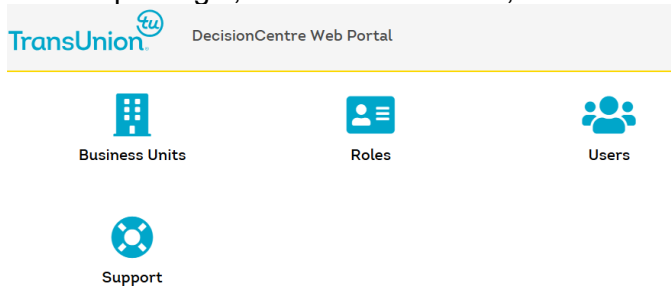 tu
TransUnion.
DecisionCentre Web Portal
Business Units
Roles
Users
Support